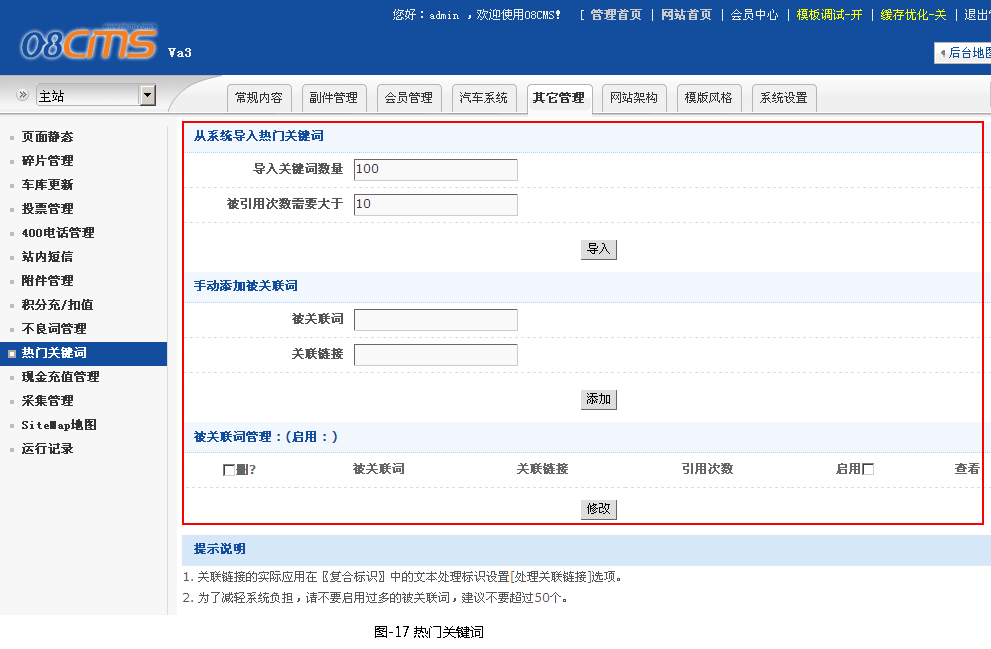 您好：admin ，欢迎使用08CMS! [ 管理首页 | 网站首页 | 会员中心 | 模板调试-开 | 缓存优化-关 | 退出
08CMS Va3
后台地图
主站
常规内容 副件管理 会员管理 汽车系统 其它管理 网站架构 模版风格 系统设置
页面静态
碎片管理
车库更新
投票管理
400电话管理
站内短信
附件管理
积分充/扣值
不良词管理
热门关键词
现金充值管理
采集管理
SiteMap地图
运行记录
从系统导入热门关键词
导入关键词数量 100
被引用次数需要大于 10
导入
手动添加被关联词
被关联词
关联链接
添加
被关联词管理：(启用：)
?
被关联词 关联链接 引用次数 启用 查看
修改
提示说明
1. 关联链接的实际应用在〖复合标识〗中的文本处理标识设置[处理关联链接]选项。
2. 为了减轻系统负担，请不要启用过多的被关联词，建议不要超过50个。
图-17 热门关键词